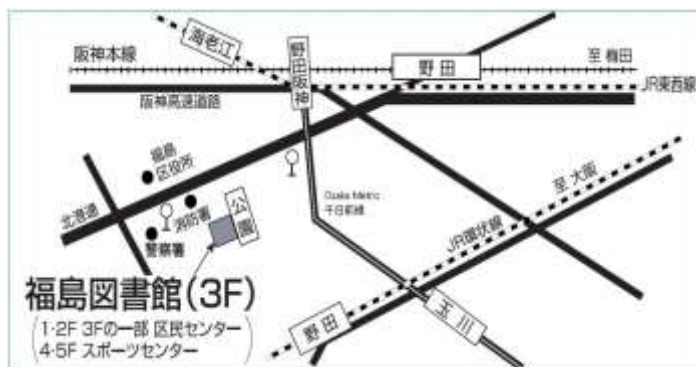 海老江
野田阪神
阪神本線
野田
至 梅田
阪神高速道路
JR東西線
福島
区役所
北港通
消防署
公園
警察署
Osaka Metro
千日前線
至 大阪
JR環状線
福島図書館(3F)
(1・2F 3Fの一部 区民センター
4・5F スポーツセンター)
野田
玉川